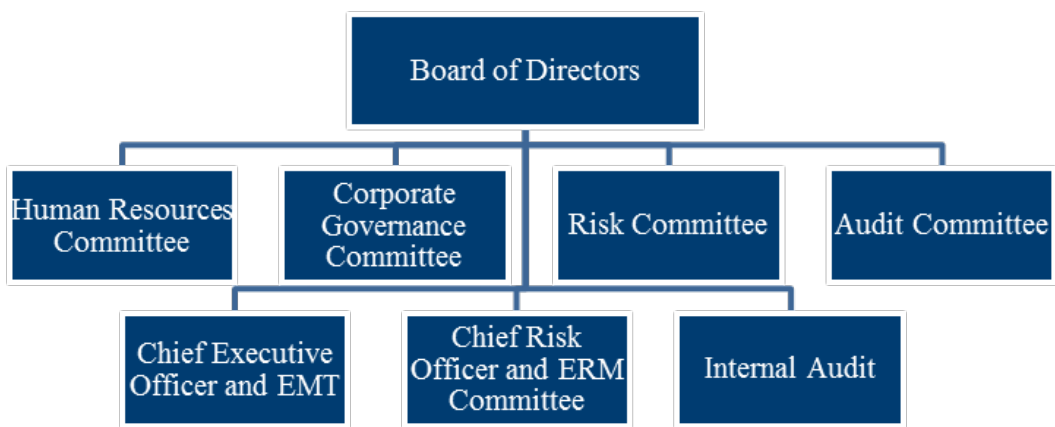 Board of Directors
Human Resources
Committee
Corporate
Governance
Committee
Risk Committee
Audit Committee
Chief Executive
Officer and EMT
Chief Risk
Officer and ERM
Committee
Internal Audit